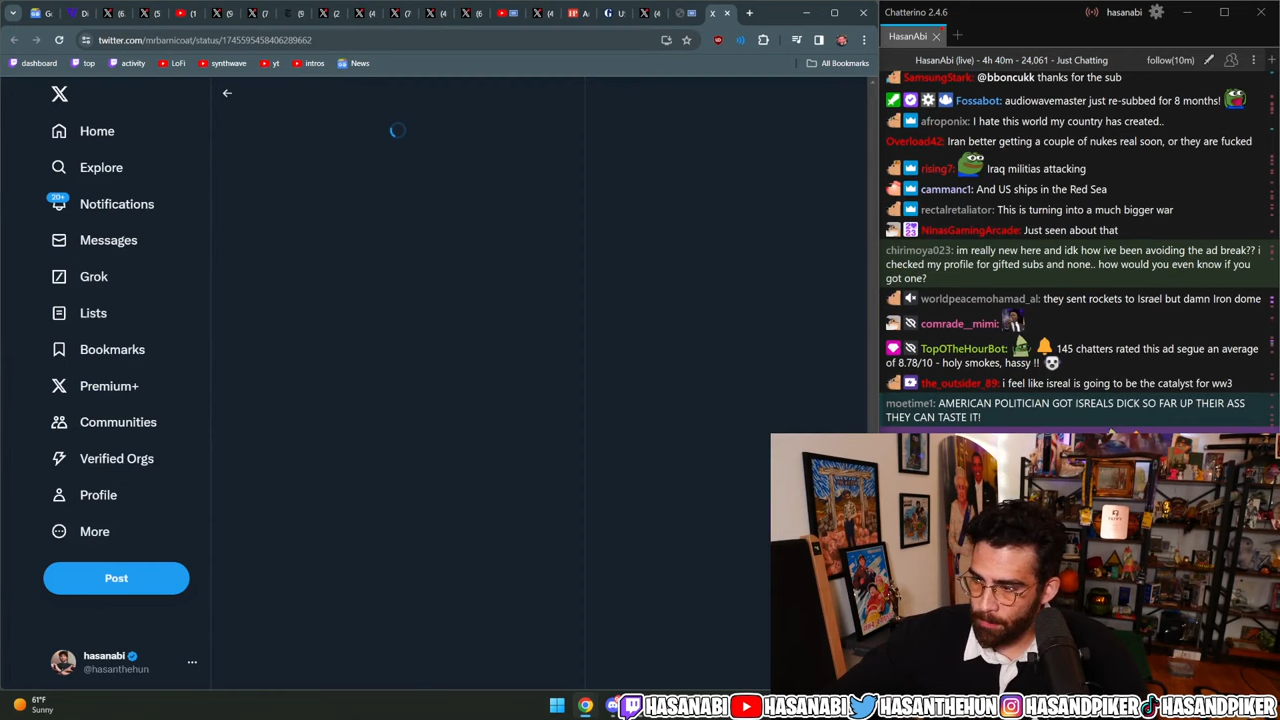 twitter.com/mrbarnicoat/status/1745595458406289662
dashboard
top
activity
LoFi
synthwave
yt
intros
News
All Bookmarks
Home
Explore
20+
Notifications
Messages
Grok
Lists
Bookmarks
Premium+
Communities
Verified Orgs
Profile
More
Post
hasanabi
@hasanthehun
61°F
Sunny
Chatterino 2.4.6
hasanabi
HasanAbi
HasanAbi (live) - 4h 40m - 24,061 - Just Chatting
follow(10m)
SamsungStark: @bboncukk thanks for the sub
Fossabot: audiowavemaster just re-subbed for 8 months!
afroponix: I hate this world my country has created..
Overload42: Iran better getting a couple of nukes real soon, or they are fucked
rising7: Iraq militias attacking
cammanc1: And US ships in the Red Sea
rectalretaliator: This is turning into a much bigger war
NinasGamingArcade: Just seen about that
chirimoya023: im really new here and idk how ive been avoiding the ad break?? i
checked my profile for gifted subs and none.. how would you even know if you
got one?
worldpeacemohamad_al: they sent rockets to Israel but damn Iron dome
comrade__mimi:
TopOTheHourBot: 145 chatters rated this ad segue an average
of 8.78/10 - holy smokes, hassy !!
the_outsider_89: i feel like isreal is going to be the catalyst for ww3
moetime1: AMERICAN POLITICIAN GOT ISREALS DICK SO FAR UP THEIR ASS
THEY CAN TASTE IT!
HASANABI
HASANABI
HASANTHEHUN
HASANDPIKER
HASANDPIKER